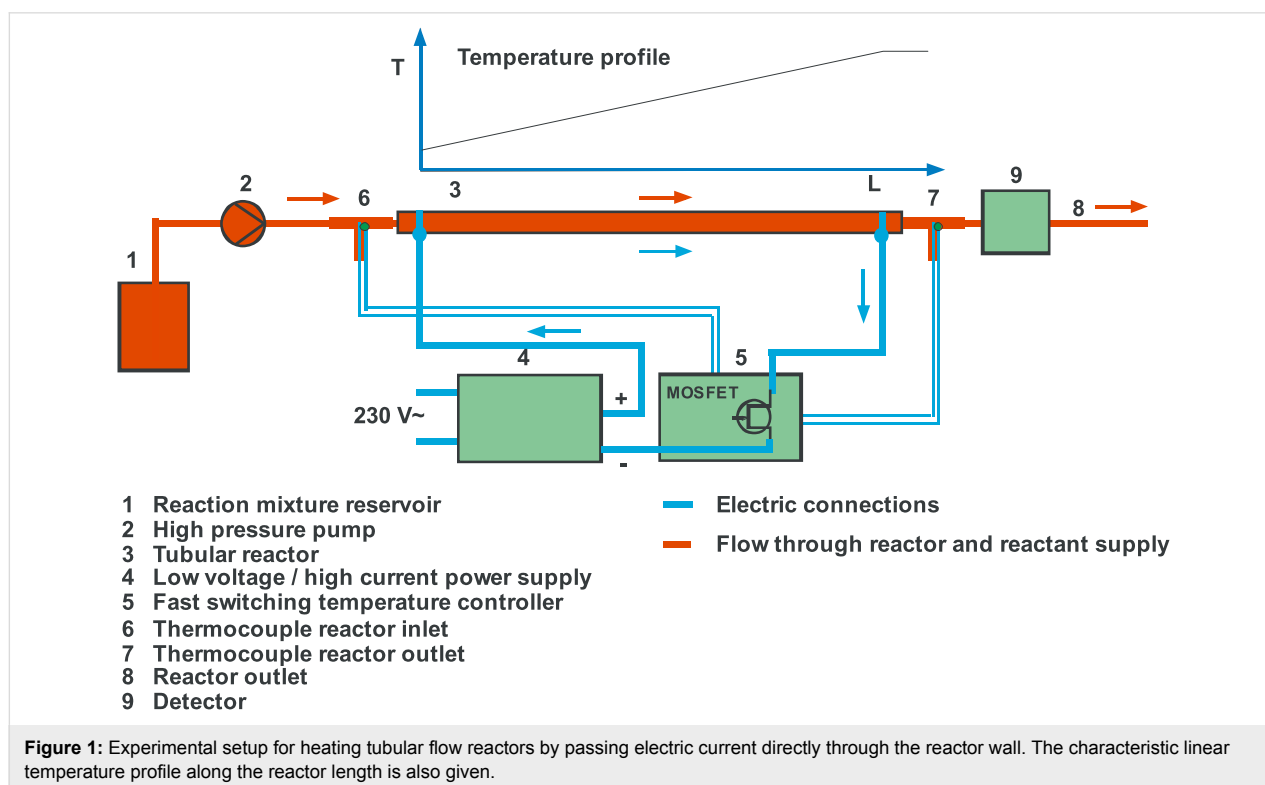 T
Temperature profile
2
6
3
L
7
9
8
1
4
5
MOSFET
+
230 V~
-
1 Reaction mixture reservoir
2 High pressure pump
3 Tubular reactor
4 Low voltage / high current power supply
5 Fast switching temperature controller
6 Thermocouple reactor inlet
7 Thermocouple reactor outlet
8 Reactor outlet
9 Detector
Electric connections
Flow through reactor and reactant supply
Figure 1: Experimental setup for heating tubular flow reactors by passing electric current directly through the reactor wall. The characteristic linear
temperature profile along the reactor length is also given.